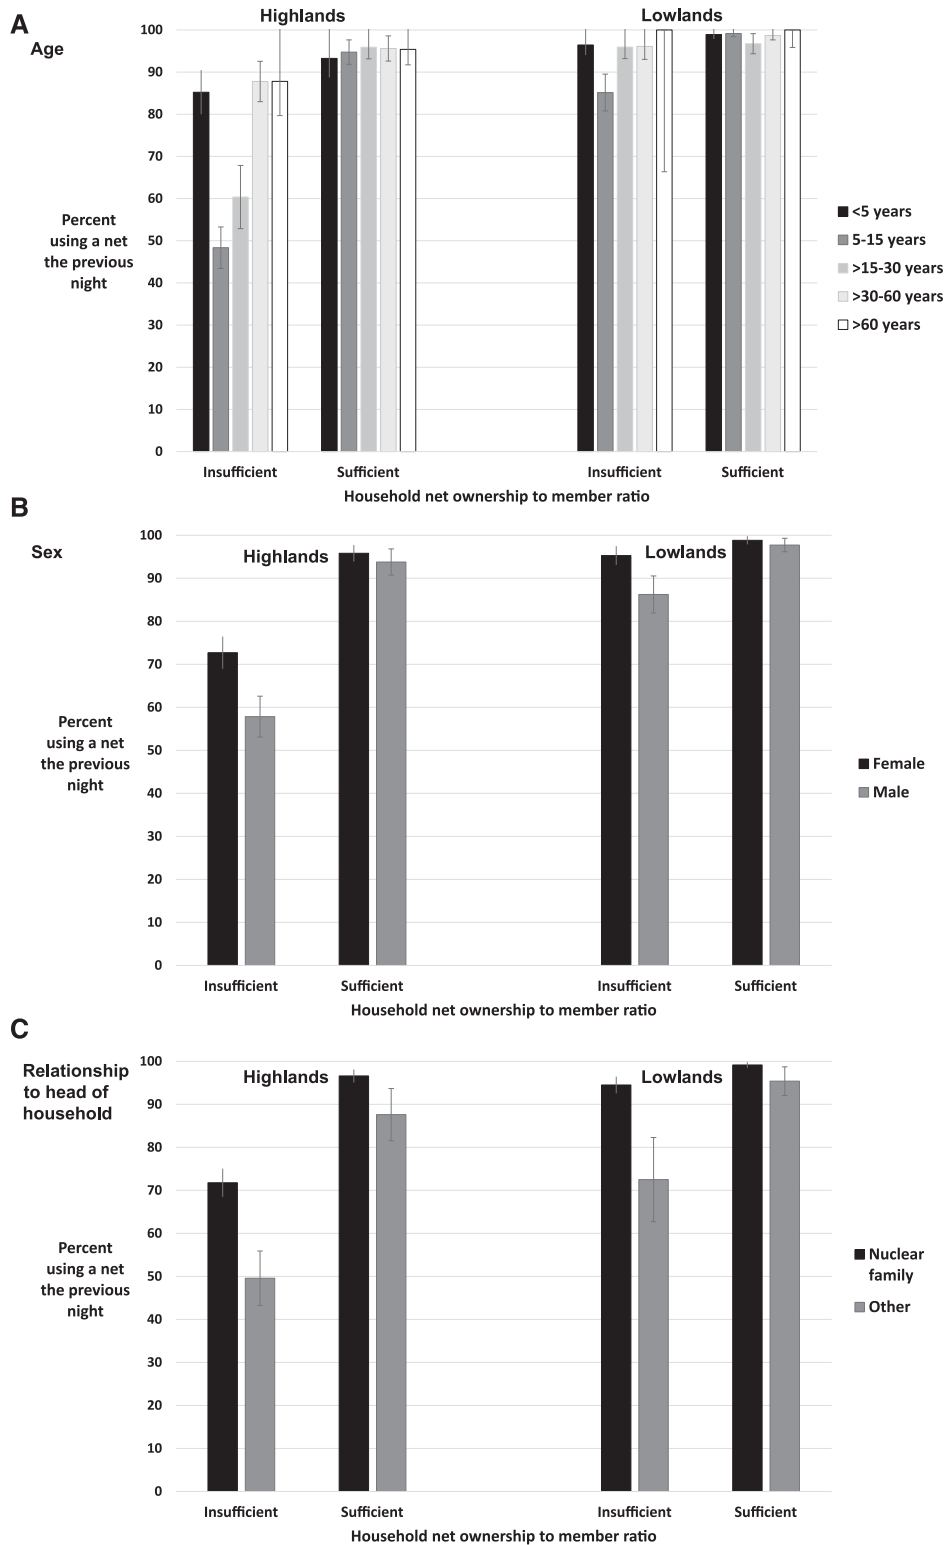 A
Highlands
Lowlands
Age
100
90
80
70
60
50
40
30
20
10
0
Percent
using a net
the previous
night
<5 years
5-15 years
>15-30 years
>30-60 years
>60 years
Insufficient
Sufficient
Insufficient
Sufficient
Household net ownership to member ratio
B
Sex
Highlands
Lowlands
100
90
80
70
60
50
40
30
20
10
0
Percent
using a net
the previous
night
Female
Male
Insufficient
Sufficient
Insufficient
Sufficient
Household net ownership to member ratio
C
Relationship
to head of
household
Highlands
Lowlands
100
90
80
70
60
50
40
30
20
10
0
Percent
using a net
the previous
night
Nuclear
family
Other
Insufficient
Sufficient
Insufficient
Sufficient
Household net ownership to member ratio